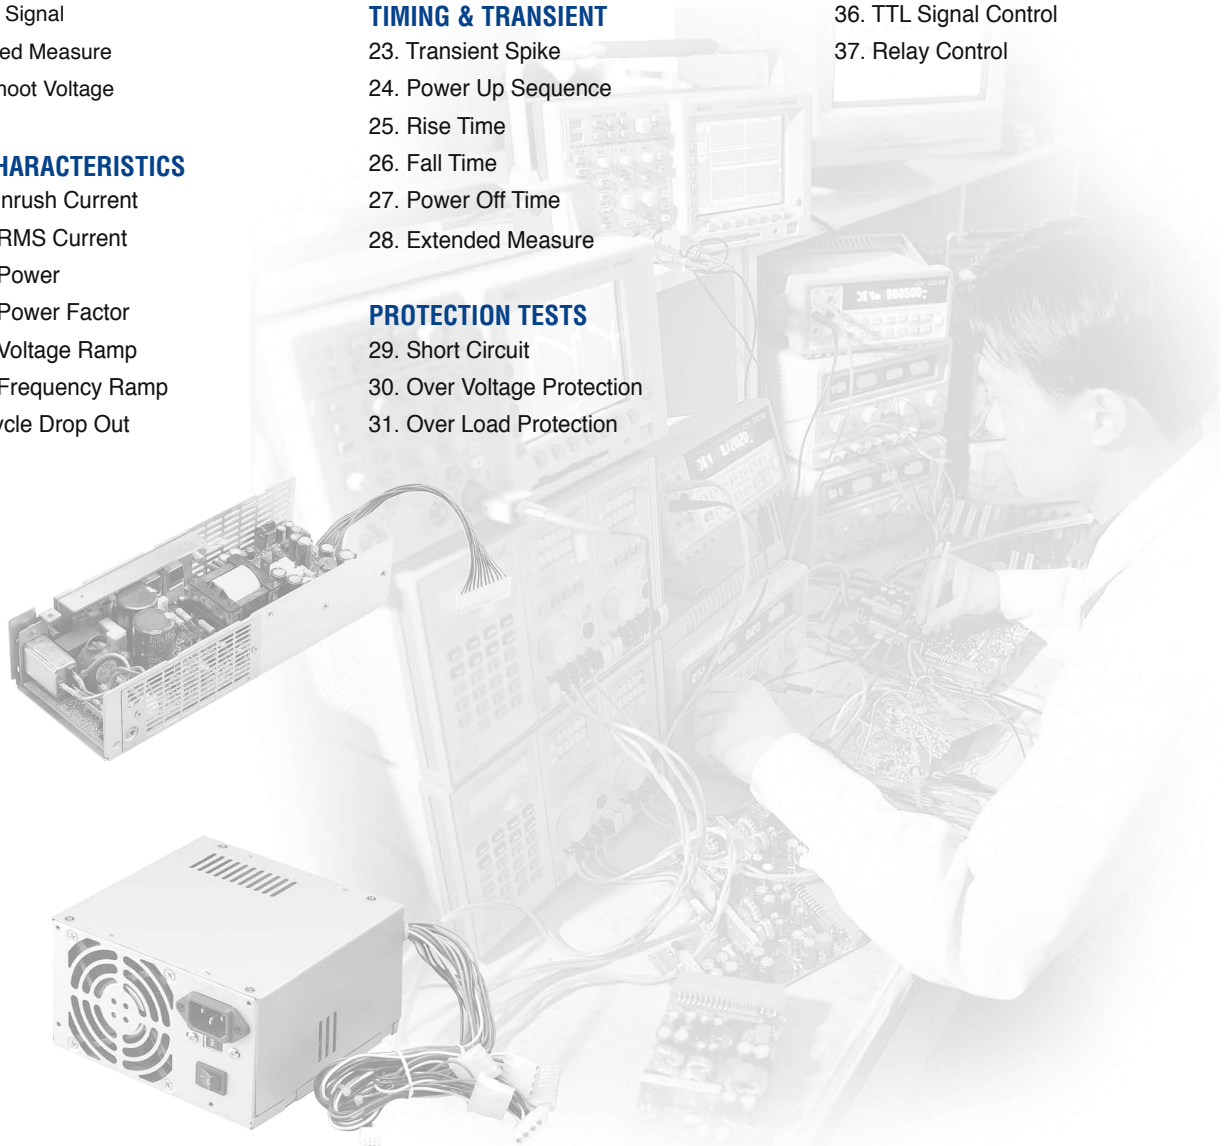 Signal
ed Measure
hoot Voltage
HARACTERISTICS
nrush Current
RMS Current
Power
Power Factor
Voltage Ramp
Frequency Ramp
ycle Drop Out
TIMING & TRANSIENT
23. Transient Spike
24. Power Up Sequence
25. Rise Time
26. Fall Time
27. Power Off Time
28. Extended Measure
PROTECTION TESTS
29. Short Circuit
30. Over Voltage Protection
31. Over Load Protection
36. TTL Signal Control
37. Relay Control